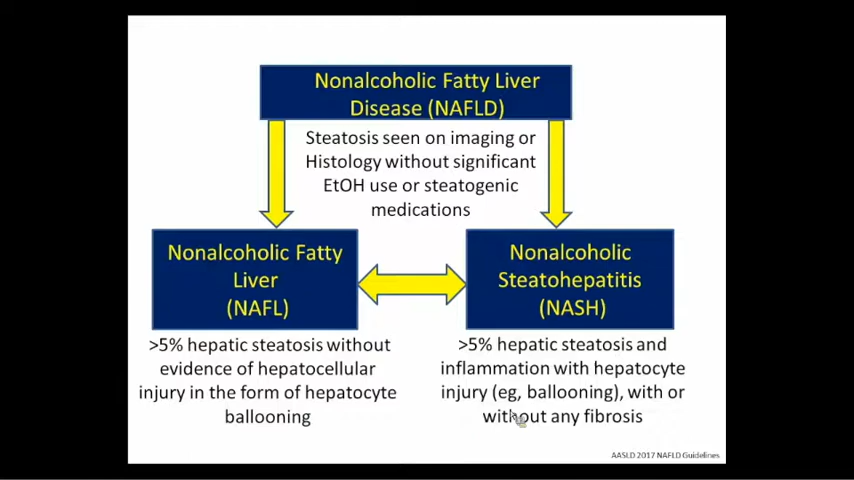 Nonalcoholic Fatty Liver
Disease (NAFLD)
Steatosis seen on imaging or
Histology without significant
EtOH use or steatogenic
medications
Nonalcoholic Fatty
Liver
(NAFL)
>5% hepatic steatosis without
evidence of hepatocellular
injury in the form of hepatocyte
ballooning
Nonalcoholic
Steatohepatitis
(NASH)
>5% hepatic steatosis and
inflammation with hepatocyte
injury (eg, ballooning), with or
without any fibrosis
AASLD 2017 NAFLD Guidelines